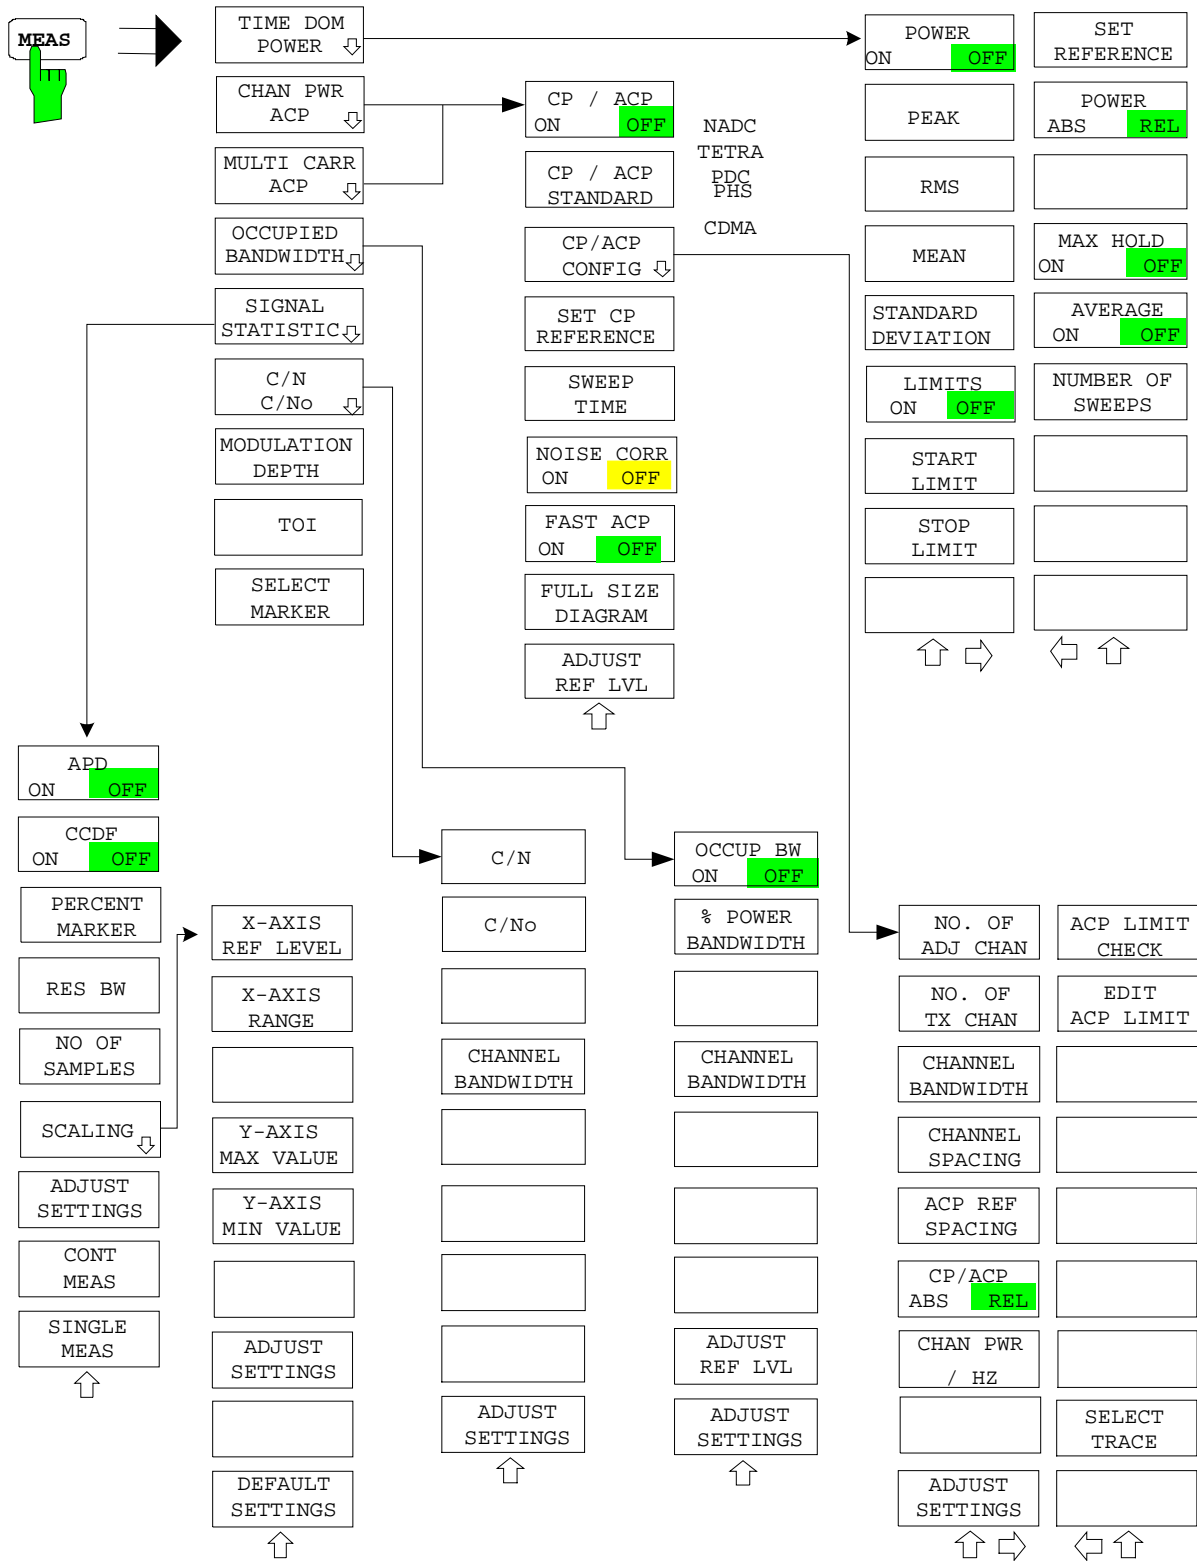 MEAS
TIME DOM
POWER
CHAN PWR
ACP
MULTI CARR
ACP
OCCUPIED
BANDWIDTH
SIGNAL
STATISTIC
C/N
C/No
MODULATION
DEPTH
TOI
SELECT
MARKER
CP / ACP
ON OFF
CP / ACP
STANDARD
CP/ACP
CONFIG
SET CP
REFERENCE
SWEEP
TIME
NOISE CORR
ON OFF
FAST ACP
ON OFF
FULL SIZE
DIAGRAM
ADJUST
REF LVL
NADC
TETRA
PDC
PHS
CDMA
POWER
ON OFF
PEAK
RMS
MEAN
STANDARD
DEVIATION
LIMITS
ON OFF
START
LIMIT
STOP
LIMIT
SET
REFERENCE
POWER
ABS REL
MAX HOLD
ON OFF
AVERAGE
ON OFF
NUMBER OF
SWEEPS
APD
ON OFF
CCDF
ON OFF
PERCENT
MARKER
RES BW
NO OF
SAMPLES
SCALING
ADJUST
SETTINGS
CONT
MEAS
SINGLE
MEAS
X-AXIS
REF LEVEL
X-AXIS
RANGE
Y-AXIS
MAX VALUE
Y-AXIS
MIN VALUE
ADJUST
SETTINGS
DEFAULT
SETTINGS
C/N
C/No
CHANNEL
BANDWIDTH
ADJUST
SETTINGS
OCCUP BW
ON OFF
% POWER
BANDWIDTH
CHANNEL
BANDWIDTH
ADJUST
REF LVL
ADJUST
SETTINGS
NO. OF
ADJ CHAN
NO. OF
TX CHAN
CHANNEL
BANDWIDTH
CHANNEL
SPACING
ACP REF
SPACING
CP/ACP
ABS REL
CHAN PWR
/ HZ
ADJUST
SETTINGS
ACP LIMIT
CHECK
EDIT
ACP LIMIT
SELECT
TRACE